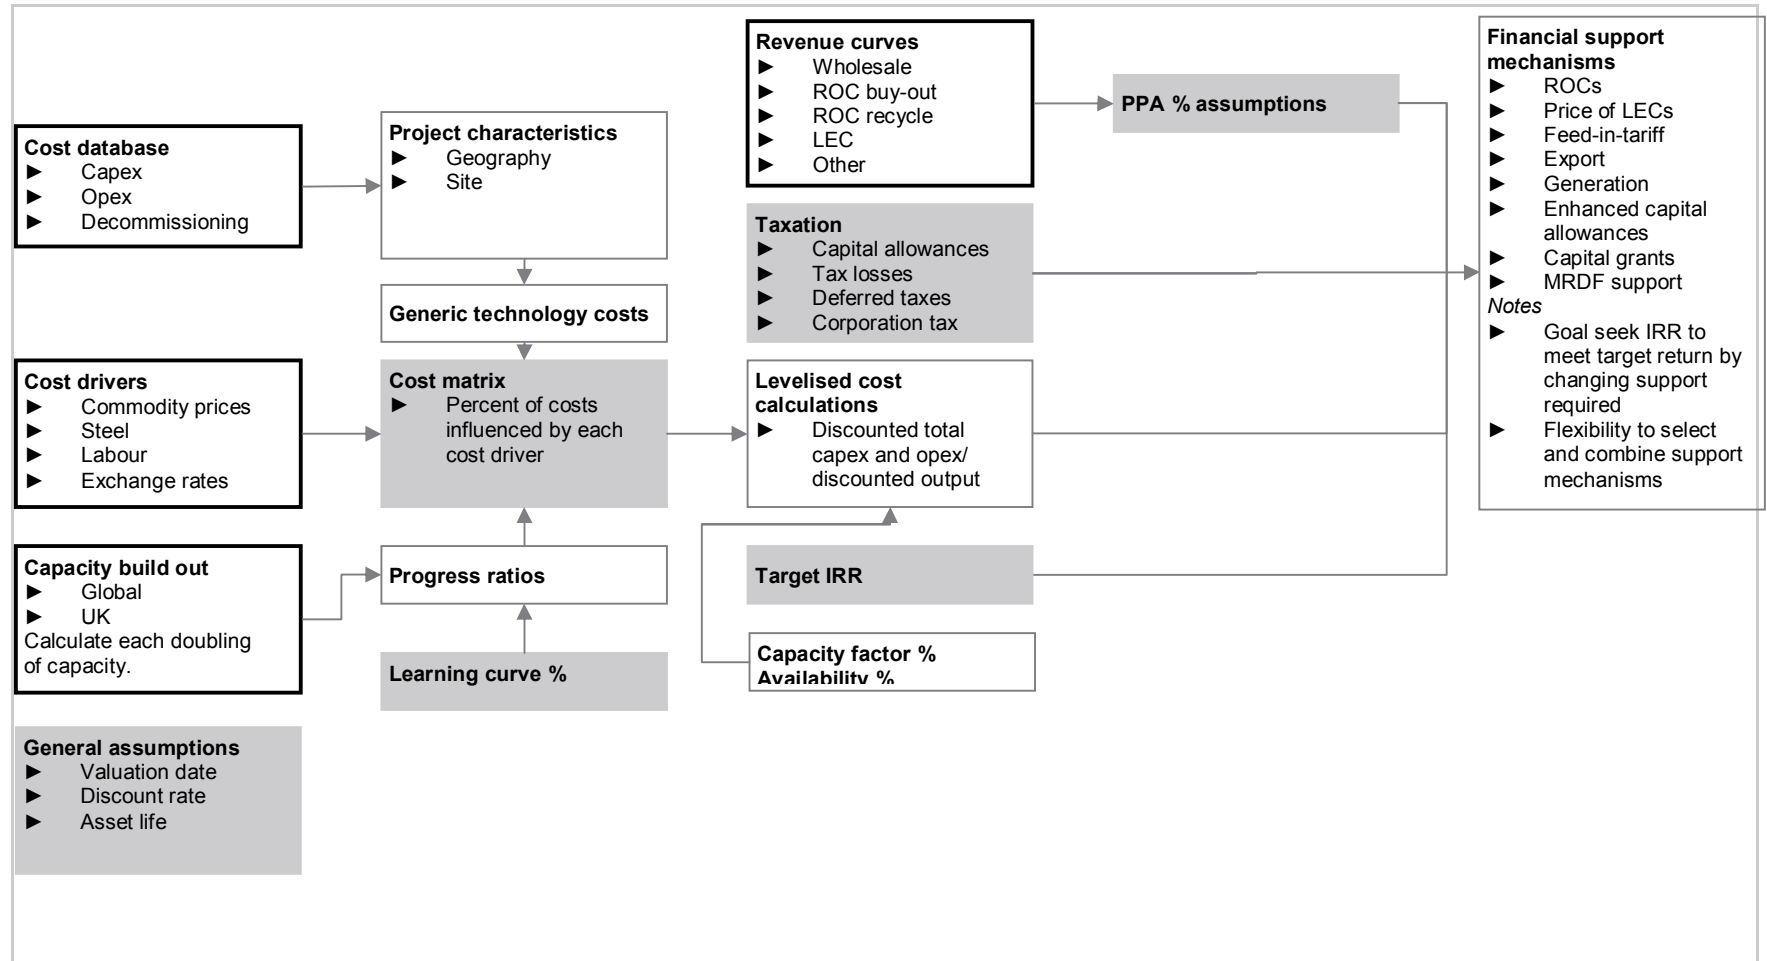 Cost database
► Capex
► Opex
► Decommissioning
Project characteristics
► Geography
► Site
Generic technology costs
Cost drivers
► Commodity prices
► Steel
► Labour
► Exchange rates
Cost matrix
► Percent of costs
influenced by each
cost driver
Capacity build out
► Global
► UK
Calculate each doubling
of capacity.
Progress ratios
Learning curve %
General assumptions
► Valuation date
► Discount rate
► Asset life
Revenue curves
► Wholesale
► ROC buy-out
► ROC recycle
► LEC
► Other
PPA % assumptions
Taxation
► Capital allowances
► Tax losses
► Deferred taxes
► Corporation tax
Levelised cost
calculations
► Discounted total
capex and opex/
discounted output
Target IRR
Capacity factor %
Availability %
Financial support
mechanisms
► ROCs
► Price of LECs
► Feed-in-tariff
► Export
► Generation
► Enhanced capital
allowances
► Capital grants
► MRDF support
Notes
► Goal seek IRR to
meet target return by
changing support
required
► Flexibility to select
and combine support
mechanisms